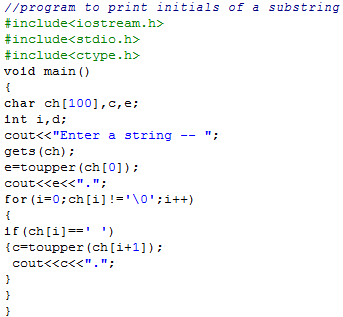 //program to print initials of a substring
#include<iostream.h>
#include<stdio.h>
#include<ctype.h>
void main()
{
char ch[100],c,e;
int i,d;
cout<<"Enter a string -- ";
gets(ch);
e=toupper(ch[0]);
cout<<e<<".";
for(i=0;ch[i]!='\0';i++)
{
if(ch[i]==' ')
{c=toupper(ch[i+1]);
 cout<<c<<".";
}
}
}